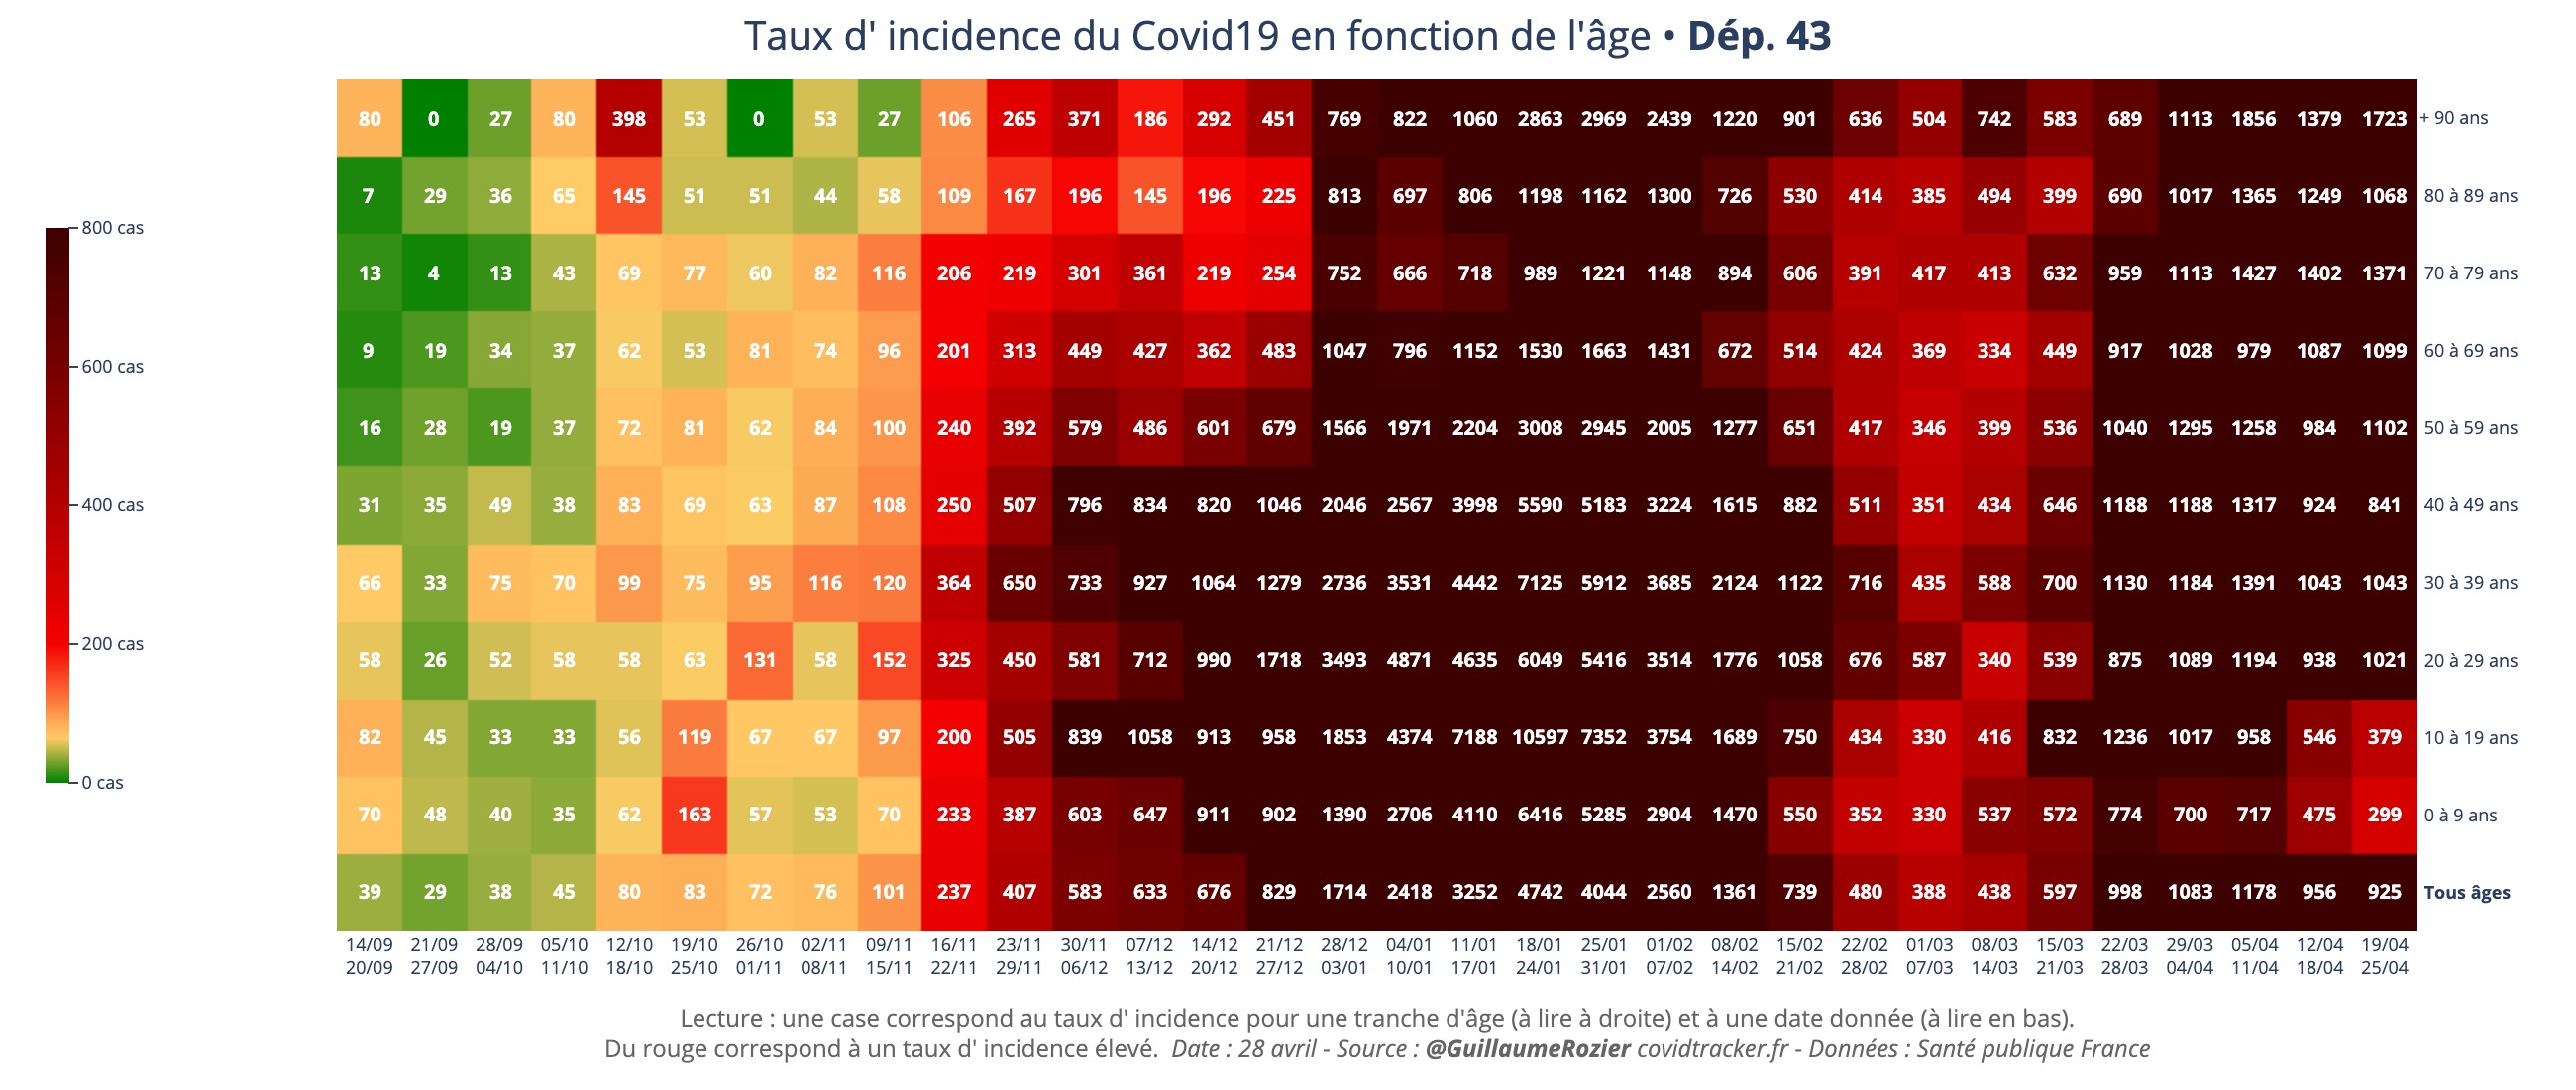 Taux d' incidence du Covid19 en fonction de l'âge • Dép. 43
80 0 27 80 398 53 0 53 27 106 265 371 186 292 451 769 822 1060 2863 2969 2439 1220 901 636 504 742 583 689 1113 1856 1379 1723 + 90 ans
7 29 36 65 145 51 51 44 58 109 167 196 145 196 225 813 697 806 1198 1162 1300 726 530 414 385 494 399 690 1017 1365 1249 1068 80 à 89 ans
800 cas
13 4 13 43 69 77 60 82 116 206 219 301 361 219 254 752 666 718 989 1221 1148 894 606 391 417 413 632 959 1113 1427 1402 1371 70 à 79 ans
9 19 34 37 62 53 81 74 96 201 313 449 427 362 483 1047 796 1152 1530 1663 1431 672 514 424 369 334 449 917 1028 979 1087 1099 60 à 69 ans
600 cas
16 28 19 37 72 81 62 84 100 240 392 579 486 601 679 1566 1971 2204 3008 2945 2005 1277 651 417 346 399 536 1040 1295 1258 984 1102 50 à 59 ans
400 cas
31 35 49 38 83 69 63 87 108 250 507 796 834 820 1046 2046 2567 3998 5590 5183 3224 1615 882 511 351 434 646 1188 1188 1317 924 841 40 à 49 ans
66 33 75 70 99 75 95 116 120 364 650 733 927 1064 1279 2736 3531 4442 7125 5912 3685 2124 1122 716 435 588 700 1130 1184 1391 1043 1043 30 à 39 ans
200 cas
58 26 52 58 58 63 131 58 152 325 450 581 712 990 1718 3493 4871 4635 6049 5416 3514 1776 1058 676 587 340 539 875 1089 1194 938 1021 20 à 29 ans
82 45 33 33 56 119 67 67 97 200 505 839 1058 913 958 1853 4374 7188 10597 7352 3754 1689 750 434 330 416 832 1236 1017 958 546 379 10 à 19 ans
0 cas
70 48 40 35 62 163 57 53 70 233 387 603 647 911 902 1390 2706 4110 6416 5285 2904 1470 550 352 330 537 572 774 700 717 475 299 0 à 9 ans
39 29 38 45 80 83 72 76 101 237 407 583 633 676 829 1714 2418 3252 4742 4044 2560 1361 739 480 388 438 597 998 1083 1178 956 925 Tous âges
14/09 21/09 28/09 05/10 12/10 19/10 26/10 02/11 09/11 16/11 23/11 30/11 07/12 14/12 21/12 28/12 04/01 11/01 18/01 25/01 01/02 08/02 15/02 22/02 01/03 08/03 15/03 22/03 29/03 05/04 12/04 19/04
20/09 27/09 04/10 11/10 18/10 25/10 01/11 08/11 15/11 22/11 29/11 06/12 13/12 20/12 27/12 03/01 10/01 17/01 24/01 31/01 07/02 14/02 21/02 28/02 07/03 14/03 21/03 28/03 04/04 11/04 18/04 25/04
Lecture : une case correspond au taux d' incidence pour une tranche d'âge (à lire à droite) et à une date donnée (à lire en bas).
Du rouge correspond à un taux d' incidence élevé. Date : 28 avril - Source : @GuillaumeRozier covidtracker.fr - Données : Santé publique France